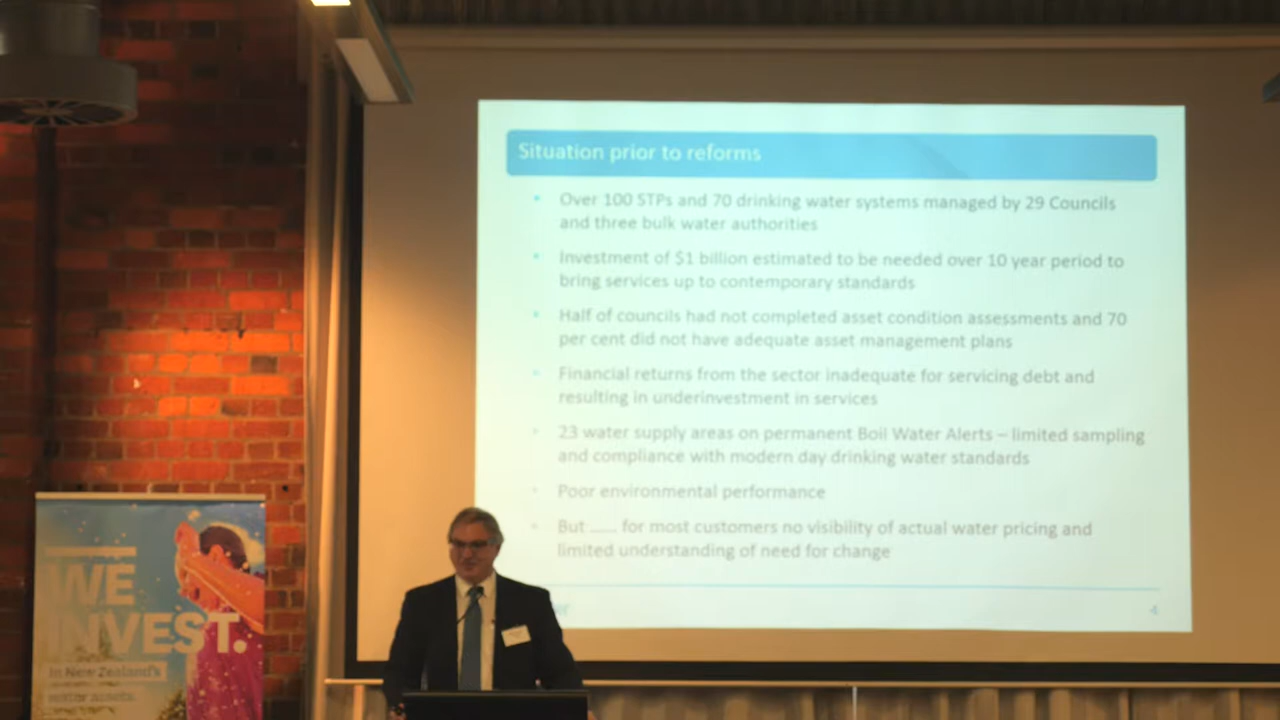 Situation prior to reforms
Over 100 STPs and 70 drinking water systems managed by 29 Councils
and three bulk water authorities
Investment of $1 billion estimated to be needed over 10 year period to
bring services up to contemporary standards
Half of councils had not completed asset condition assessments and 70
per cent did not have adequate asset management plans
Financial returns from the sector inadequate for servicing debt and
resulting in underinvestment in services
23 water supply areas on permanent Boil Water Alerts – limited sampling
and compliance with modern day drinking water standards
Poor environmental performance
But ...... for most customers no visibility of actual water pricing and
limited understanding of need for change
4
WE
INVEST.
In New Zealand's
water assets.